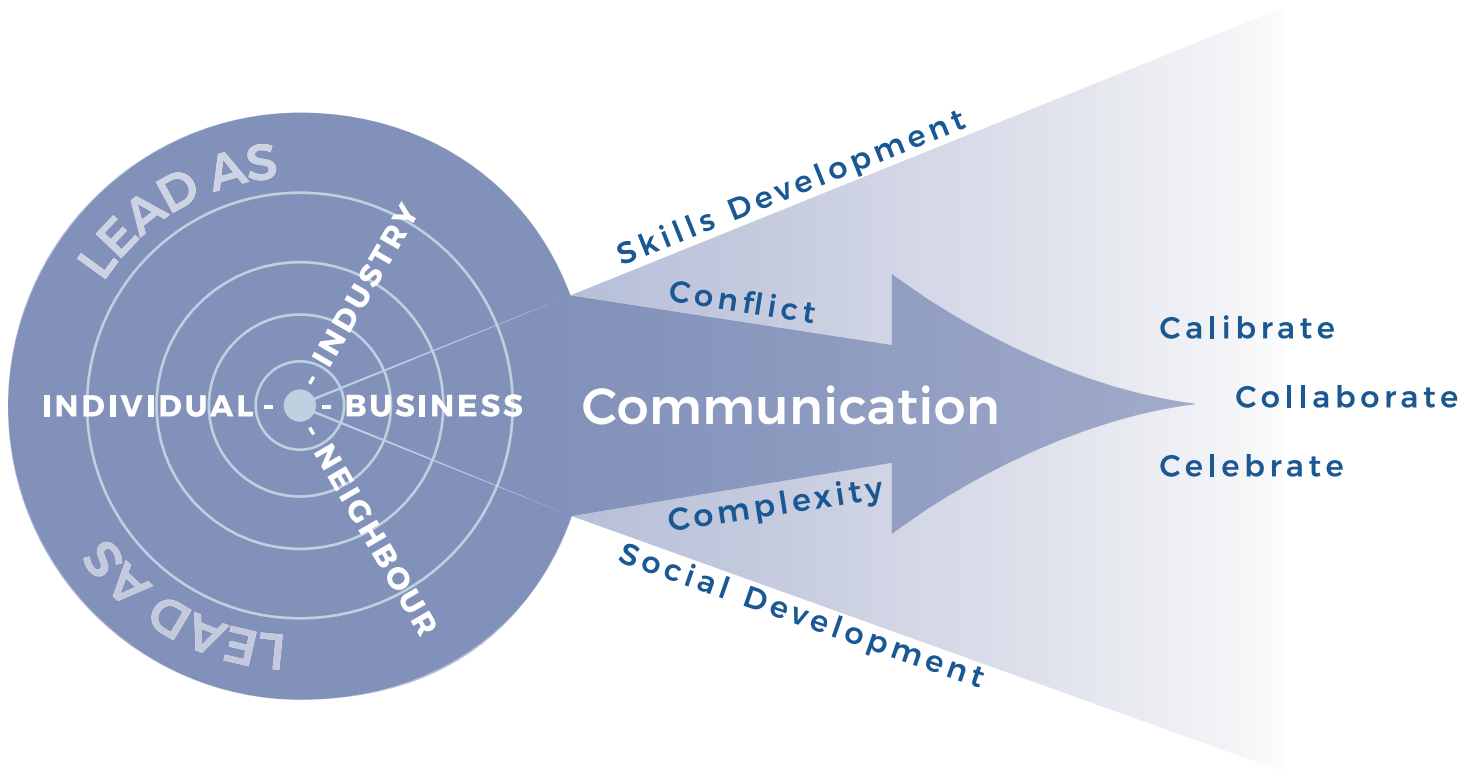 LEAD AS
INDIVIDUAL -
- INDUSTRY
- BUSINESS
- NEIGHBOUR
LEAD AS
Skills Development
Conflict
Communication
Complexity
Social Development
Calibrate
Collaborate
Celebrate